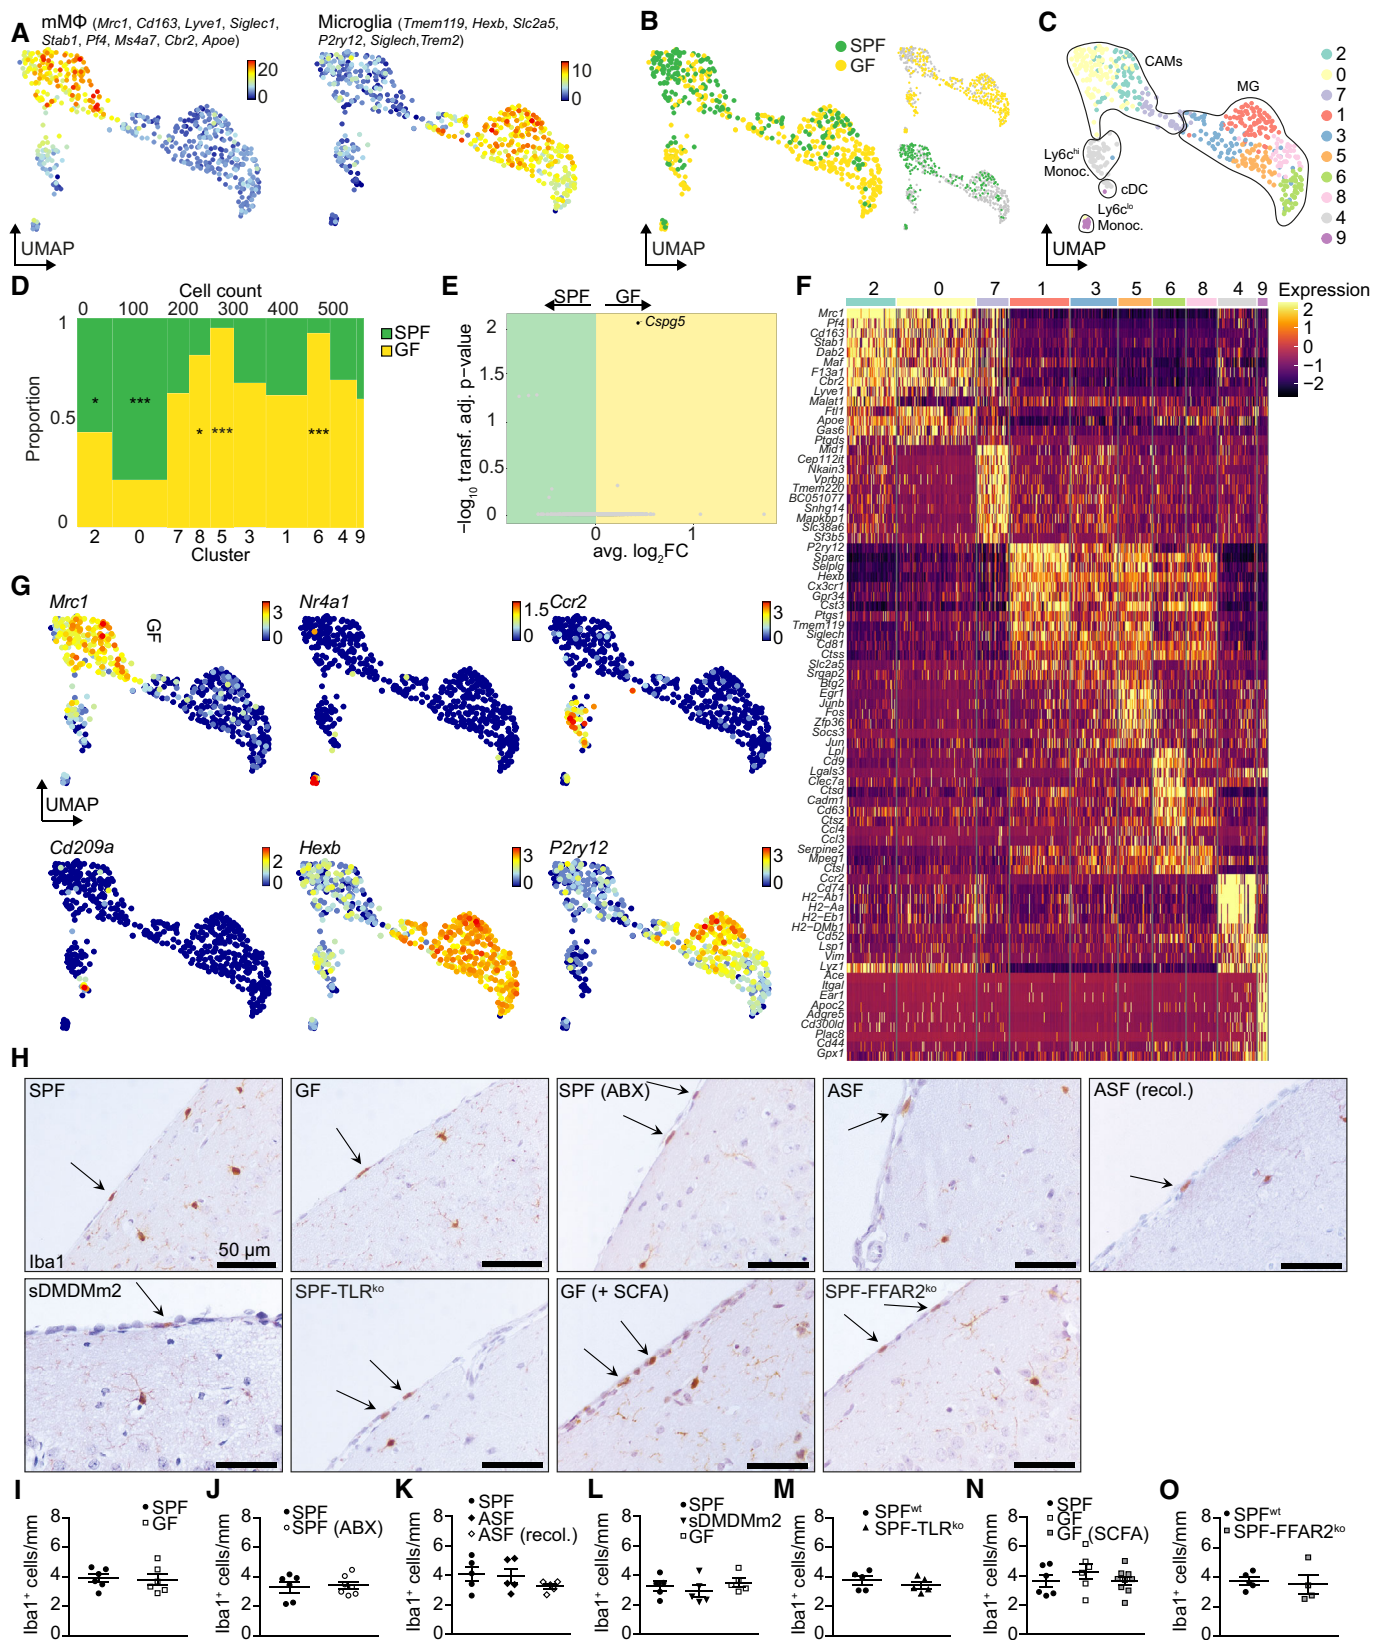 A
mMΦ (Mrc1, Cd163, Lyve1, Siglec1,
Stab1, Pf4, Ms4a7, Cbr2, Apoe)
20
0
UMAP
Microglia (Tmem119, Hexb, Slc2a5,
P2ry12, Siglech,Trem2)
10
0
B
SPF
GF
UMAP
C
CAMs
MG
Ly6chi
Monoc.
cDC
Ly6clo
Monoc.
UMAP
2
0
7
1
3
5
6
8
4
9
D
Cell count
0 100 200 300 400 500
1
0.5
0
Proportion
* *** * *** ***
2 0 7 8 5 3 1 6 4 9
Cluster
SPF
GF
E
SPF GF
Cspg5
2
1.5
1
0.5
0
−log10 transf. adj. p−value
0 1
avg. log2FC
F
2 0 7 1 3 5 6 8 4 9
Expression
2
1
0
−1
−2
Mrc1
Pf4
Cd163
Stab1
Dab2
Maf
F13a1
Cbr2
Lyve1
Malat1
Ftl1
Apoe
Gas6
Ptgds
Mid1
Cep112it
Nkain3
Vprbp
Tmem220
BC051077
Snhg14
Mapkbp1
Slc38a6
Sf3b5
P2ry12
Sparc
Selplg
Hexb
Cx3cr1
Gpr34
Cst3
Ptgs1
Tmem119
Siglech
Cd81
Ctss
Slc2a5
Srgap2
Btg2
Egr1
Junb
Fos
Zfp36
Socs3
Jun
Lpl
Cd9
Lgals3
Clec7a
Ctsd
Cadm1
Cd63
Ctsz
Ccl4
Ccl3
Serpine2
Mpeg1
Ctsl
Ccr2
Cd74
H2−Ab1
H2−Aa
H2−Eb1
H2−DMb1
Cd52
Lsp1
Vim
Lyz1
Ace
Itgal
Ear1
Apoc2
Adgre5
Cd300ld
Plac8
Cd44
Gpx1
G
Mrc1
GF
3
0
Nr4a1
1.5
0
Ccr2
3
0
UMAP
Cd209a
2
0
Hexb
3
0
P2ry12
3
0
H
SPF
Iba1
50 µm
GF
SPF (ABX)
ASF
ASF (recol.)
sDMDMm2
SPF-TLRko
GF (+ SCFA)
SPF-FFAR2ko
I
SPF
GF
Iba1+ cells/mm
8
6
4
2
0
J
SPF
SPF (ABX)
Iba1+ cells/mm
8
6
4
2
0
K
SPF
ASF
ASF (recol.)
Iba1+ cells/mm
8
6
4
2
0
L
SPF
sDMDMm2
GF
Iba1+ cells/mm
8
6
4
2
0
M
SPFwt
SPF-TLRko
Iba1+ cells/mm
8
6
4
2
0
N
SPF
GF
GF (SCFA)
Iba1+ cells/mm
8
6
4
2
0
O
SPFwt
SPF-FFAR2ko
Iba1+ cells/mm
8
6
4
2
0